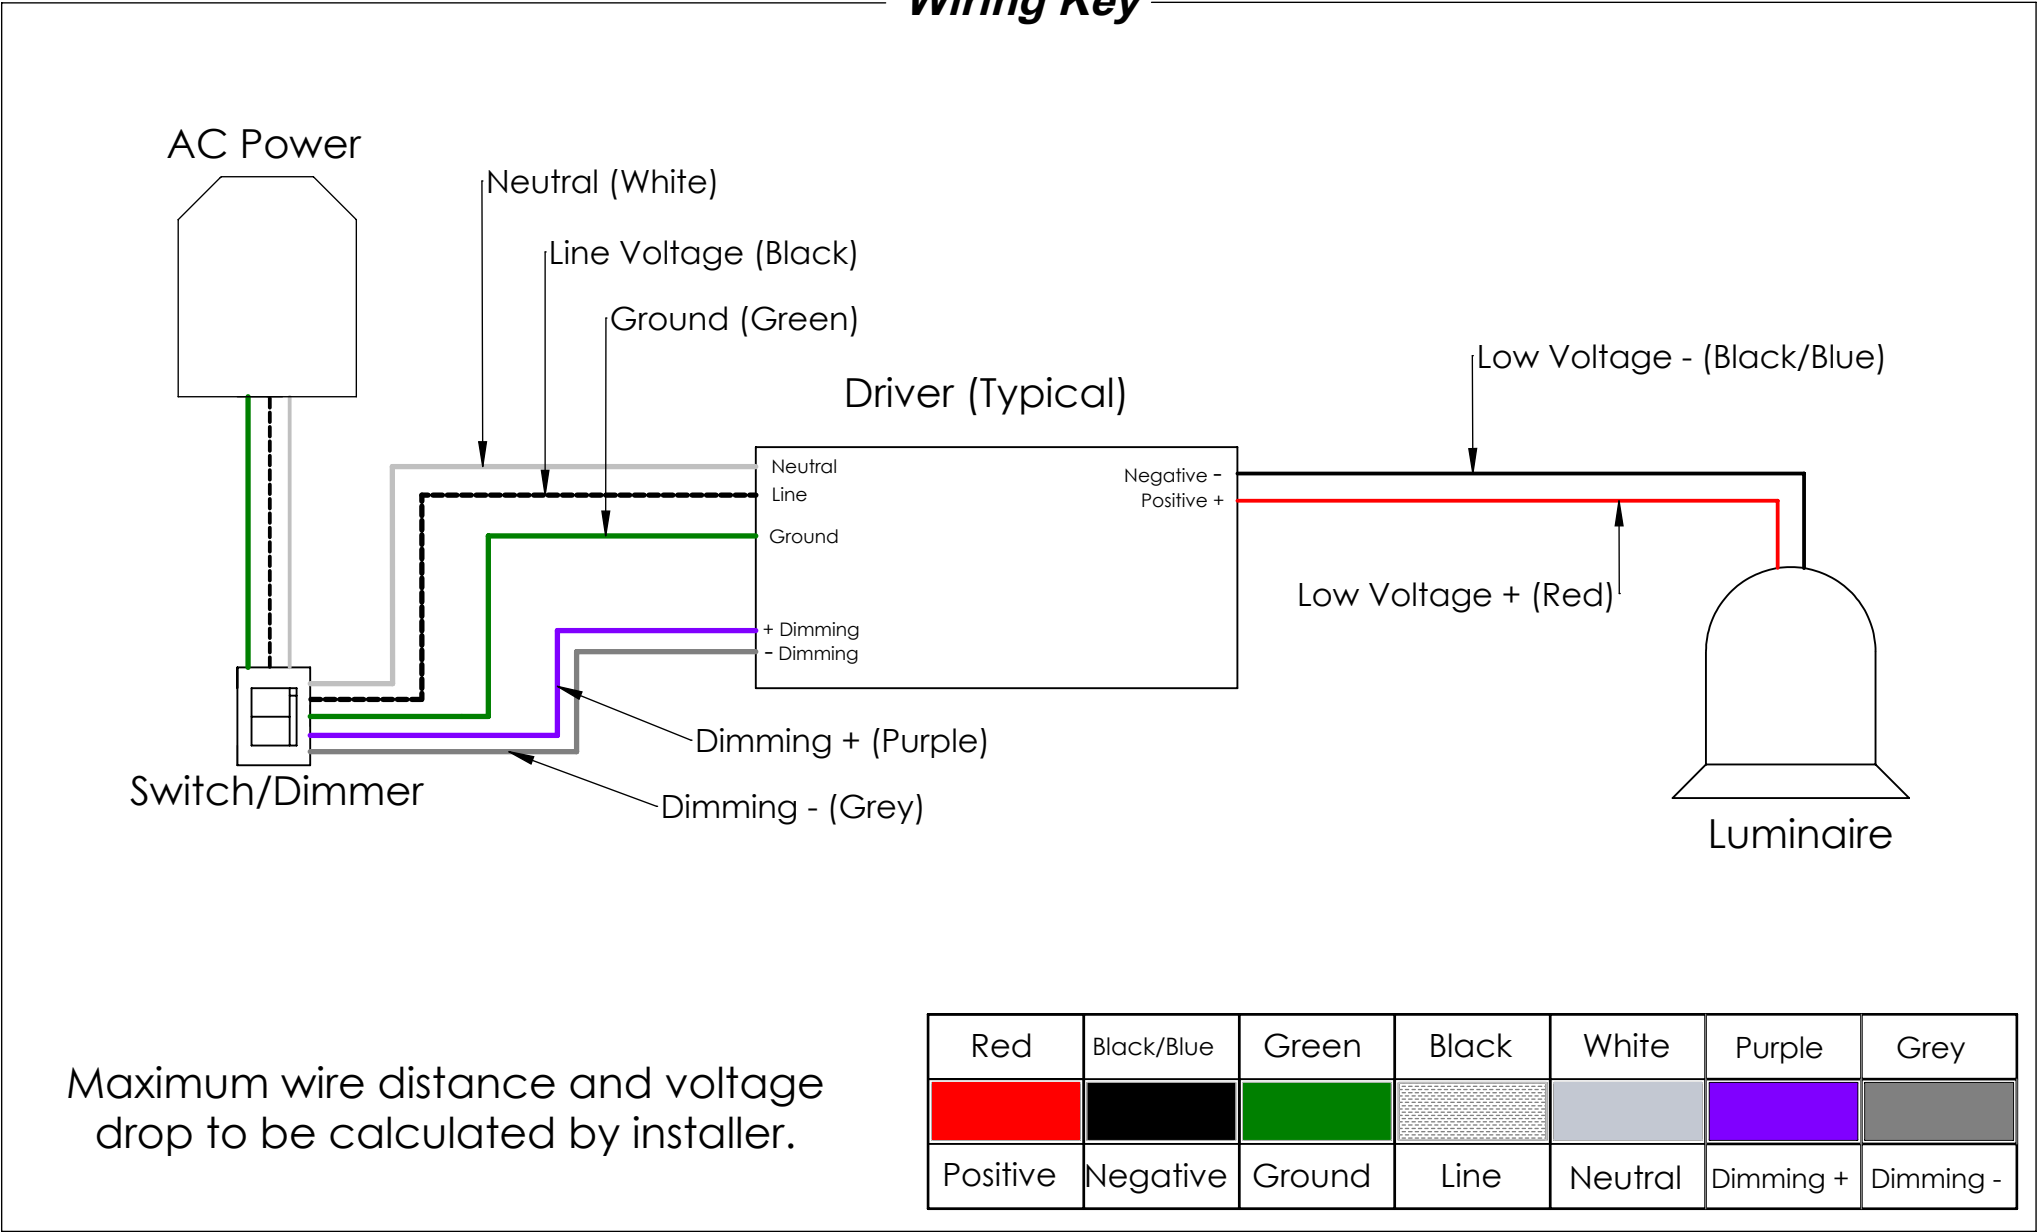 Wiring Key
AC Power
Neutral (White)
Line Voltage (Black)
Ground (Green)
Low Voltage - (Black/Blue)
Driver (Typical)
Neutral
Line
Ground
+ Dimming
- Dimming
Negative -
Positive +
Low Voltage + (Red)
Dimming + (Purple)
Dimming - (Grey)
Switch/Dimmer
Luminaire
Maximum wire distance and voltage
drop to be calculated by installer.
Red Black/Blue Green Black White Purple Grey
Positive Negative Ground Line Neutral Dimming + Dimming -